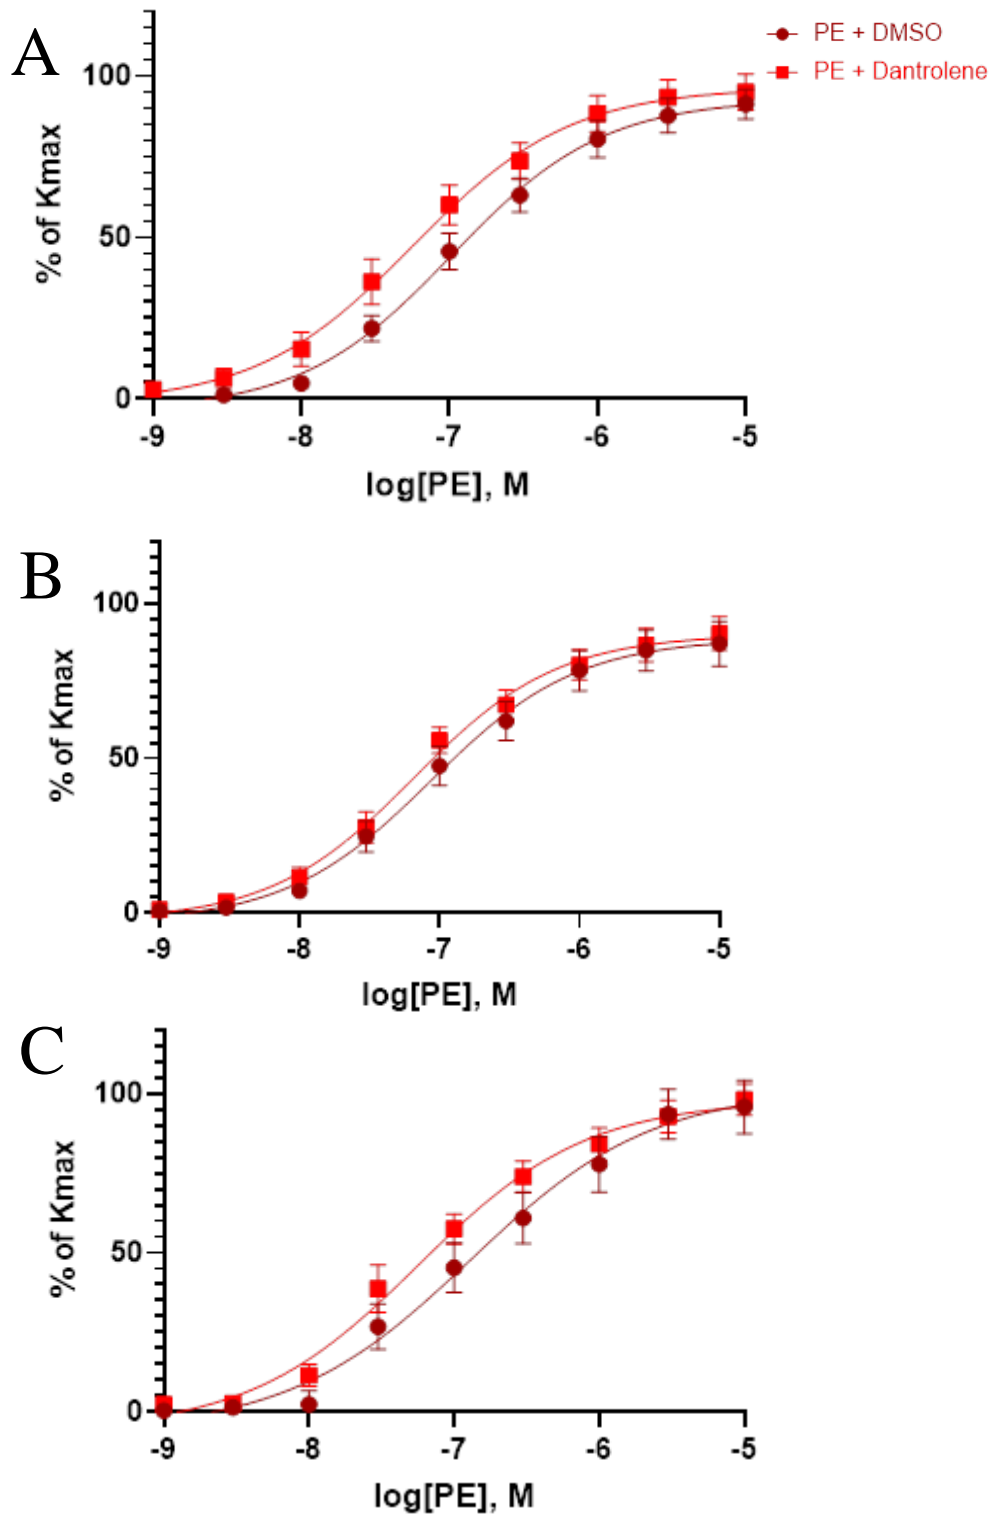 A
PE + DMSO
PE + Dantrolene
100
50
0
% of Kmax
-9 -8 -7 -6 -5
log[PE], M
B
100
50
0
% of Kmax
-9 -8 -7 -6 -5
log[PE], M
C
100
50
0
% of Kmax
-9 -8 -7 -6 -5
log[PE], M